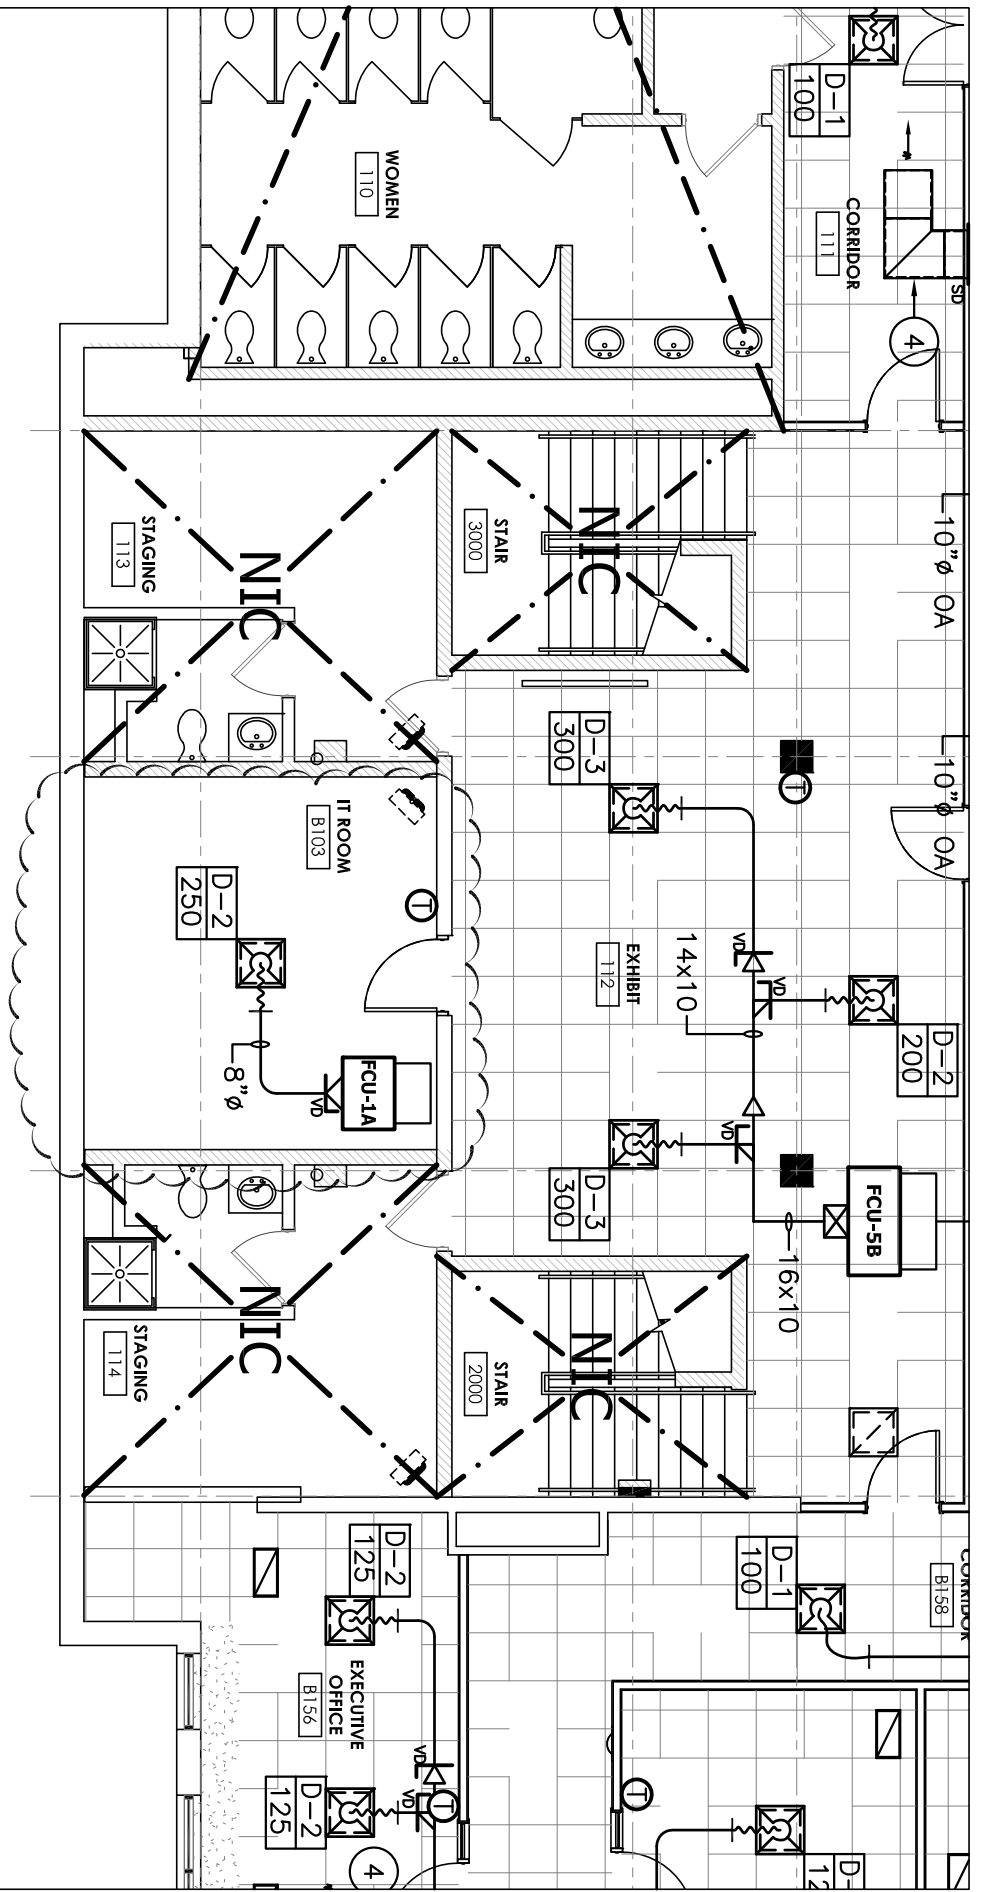 D-1
100
CORRIDOR
111
SD
4
WOMEN
110
10"ø OA
10"ø OA
STAIR
3000
NIC
STAGING
113
NIC
D-3
300
T
IT ROOM
B103
T
D-2
250
8"ø
VD
FCU-1A
EXHIBIT
112
14x10
VD
VD
D-2
200
VD
D-3
300
FCU-5B
16x10
STAIR
2000
NIC
STAGING
114
NIC
D-1
100
CORRIDOR
B158
D-2
125
EXECUTIVE
OFFICE
B156
VD
VD
T
D-2
125
4
T
D-
12